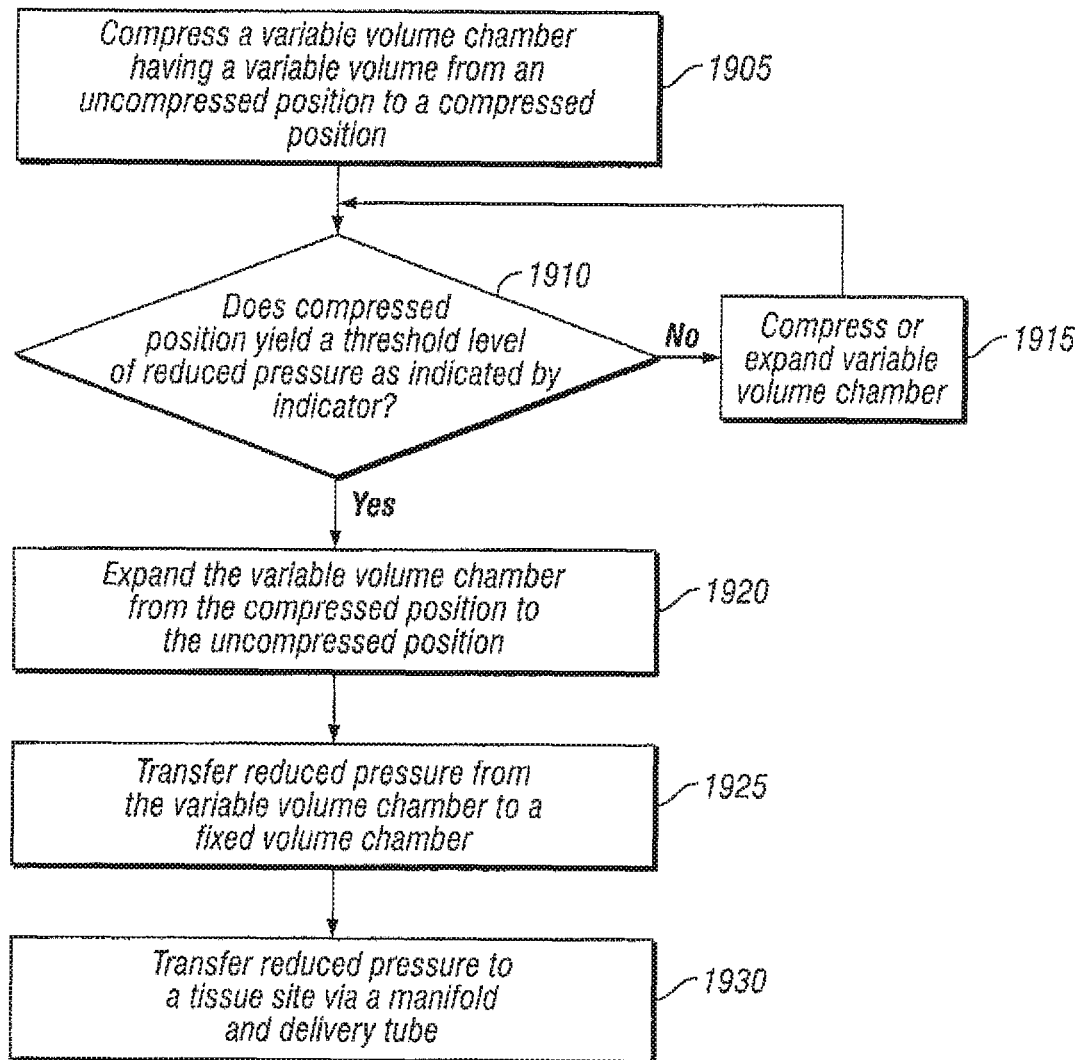 Compress a variable volume chamber
having a variable volume from an
uncompressed position to a compressed
position
1905
1910
Does compressed
position yield a threshold level
of reduced pressure as indicated by
indicator?
No
Compress or
expand variable
volume chamber
1915
Yes
Expand the variable volume chamber
from the compressed position to
the uncompressed position
1920
Transfer reduced pressure from
the variable volume chamber to a
fixed volume chamber
1925
Transfer reduced pressure to
a tissue site via a manifold
and delivery tube
1930